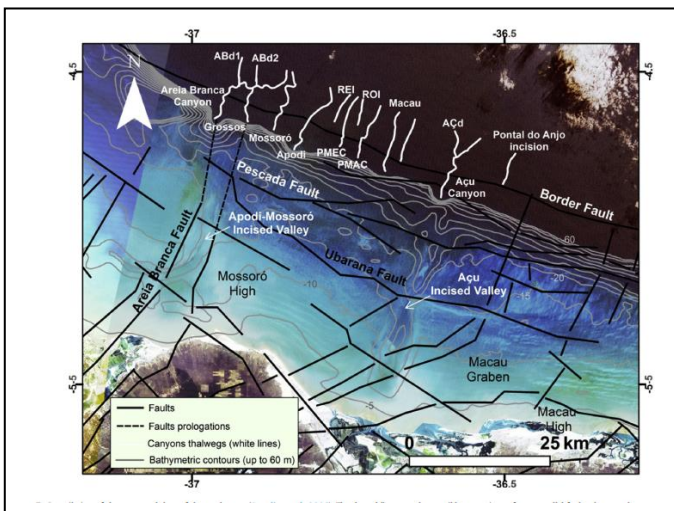 -37
-36.5
-4.5
-4.5
N
ABd1
ABd2
Areia Branca
Canyon
REI
ROI
Macau
AÇd
Pontal do Anjo
incision
Grossos
Mossoró
Apodi
PMEC
PMAC
Açu
Canyon
Border Fault
Pescada Fault
-60
Apodi-Mossoró
Incised Valley
Areia Branca Fault
Ubarana Fault
-20
-15
Açu
Incised Valley
Mossoró
High
-10
Macau
Graben
-5.5
-5.5
-5
Macau
High
Faults
Faults prologations
Canyons thalwegs (white lines)
Bathymetric contours (up to 60 m)
0
25 km
-37
-36.5